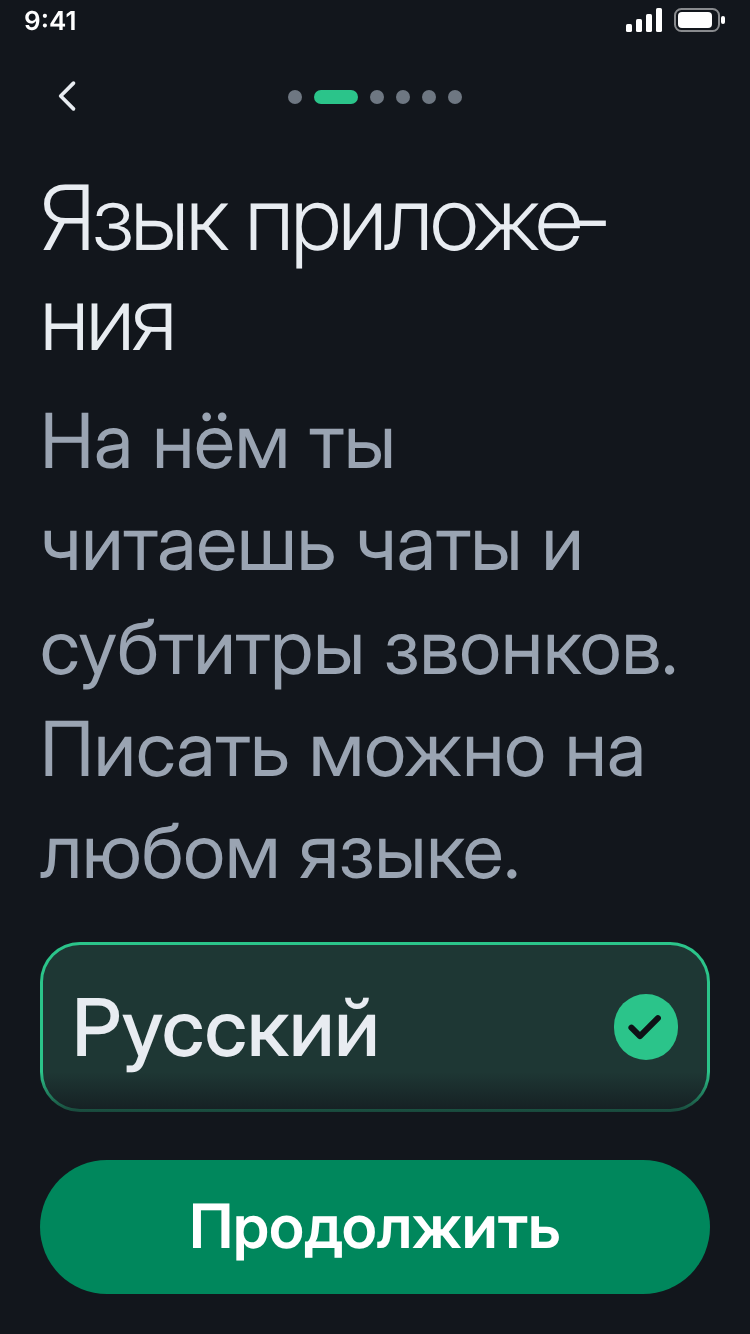 9:41
Язык приложе-
ния
На нём ты
читаешь чаты и
субтитры звонков.
Писать можно на
любом языке.
Русский
Продолжить